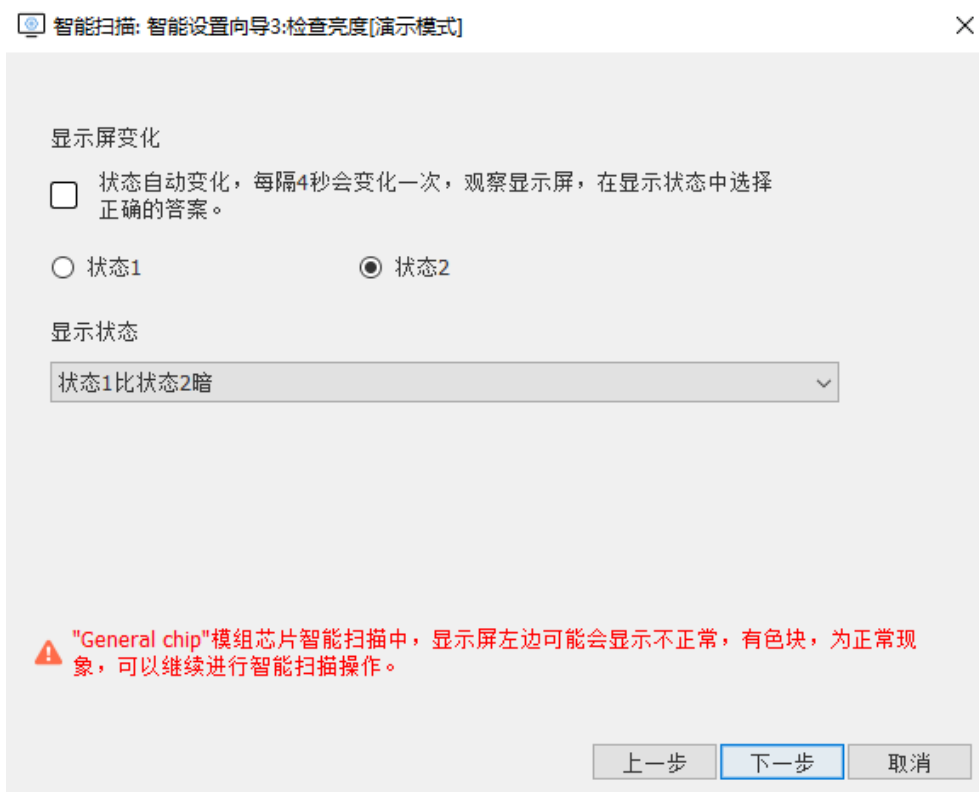 智能扫描: 智能设置向导3:检查亮度[演示模式]
显示屏变化
状态自动变化，每隔4秒会变化一次，观察显示屏，在显示状态中选择
正确的答案。
状态1
状态2
显示状态
状态1比状态2暗
"General chip"模组芯片智能扫描中，显示屏左边可能会显示不正常，有色块，为正常现
象，可以继续进行智能扫描操作。
上一步
下一步
取消